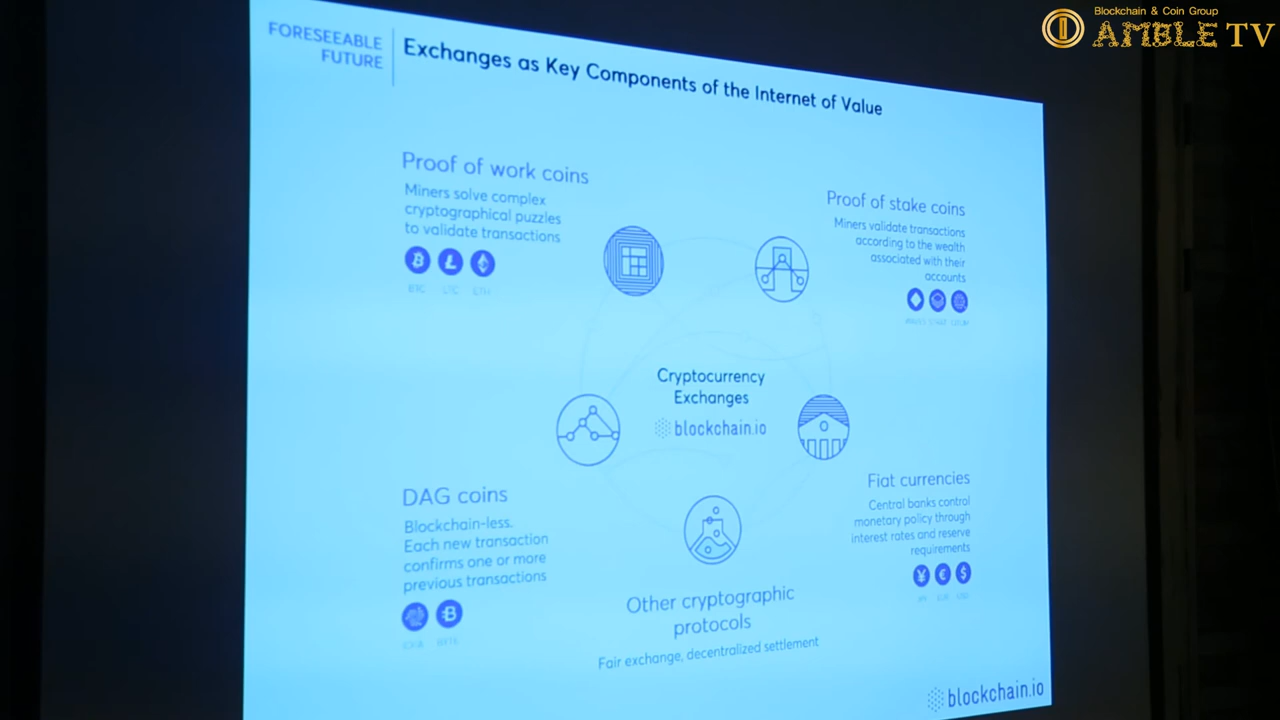 Blockchain & Coin Group
AMBLE TV
FORESEEABLE
FUTURE
Exchanges as Key Components of the Internet of Value
Proof of work coins
Miners solve complex
cryptographical puzzles
to validate transactions
BTC LTC ETH
Proof of stake coins
Miners validate transactions
according to the wealth
associated with their
accounts
Cryptocurrency
Exchanges
blockchain.io
DAG coins
Blockchain-less.
Each new transaction
confirms one or more
previous transactions
Fiat currencies
Central banks control
monetary policy through
interest rates and reserve
requirements
¥ € $
EUR USD
Other cryptographic
protocols
Fair exchange, decentralized settlement
blockchain.io